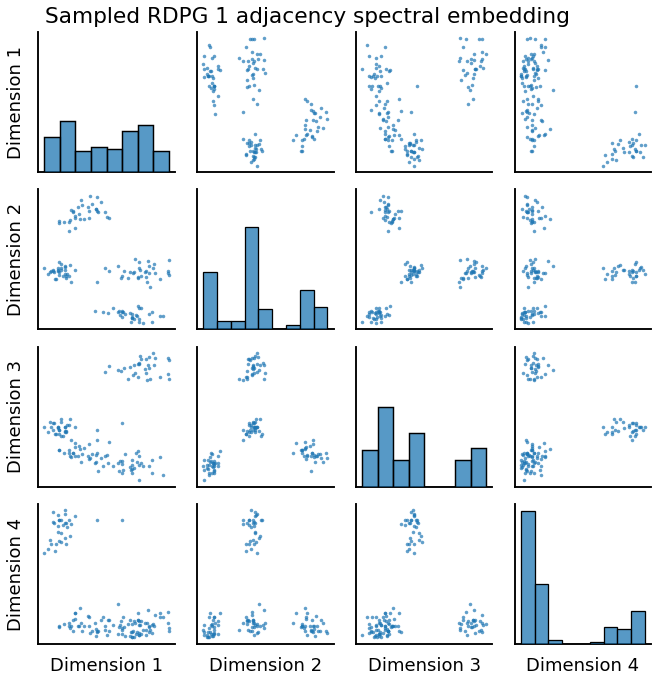 Sampled RDPG 1 adjacency spectral embedding
Dimension 1
Dimension 2
Dimension 3
Dimension 4
Dimension 1 Dimension 2 Dimension 3 Dimension 4